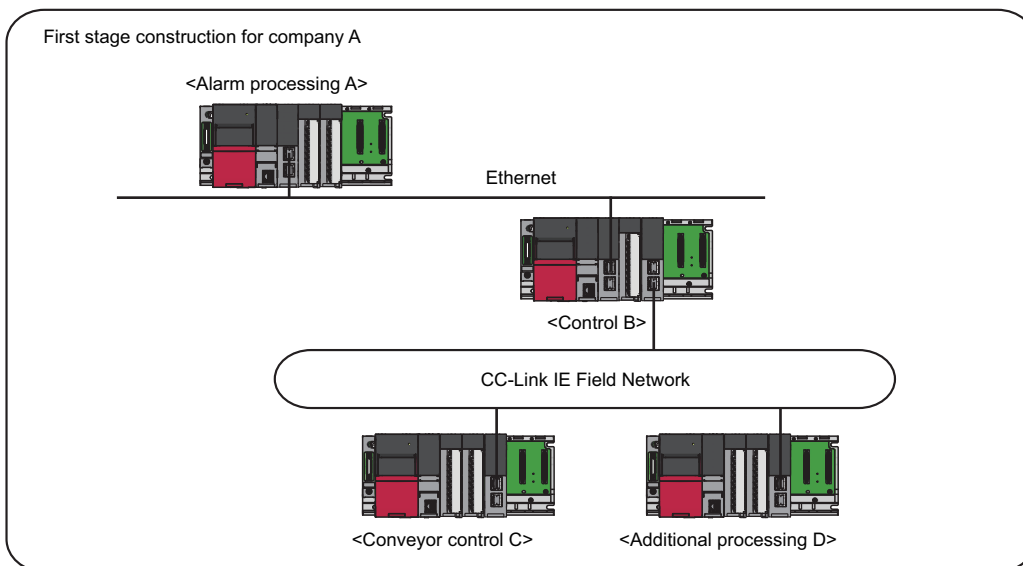 First stage construction for company A
<Alarm processing A>
Ethernet
<Control B>
CC-Link IE Field Network
<Conveyor control C>
<Additional processing D>